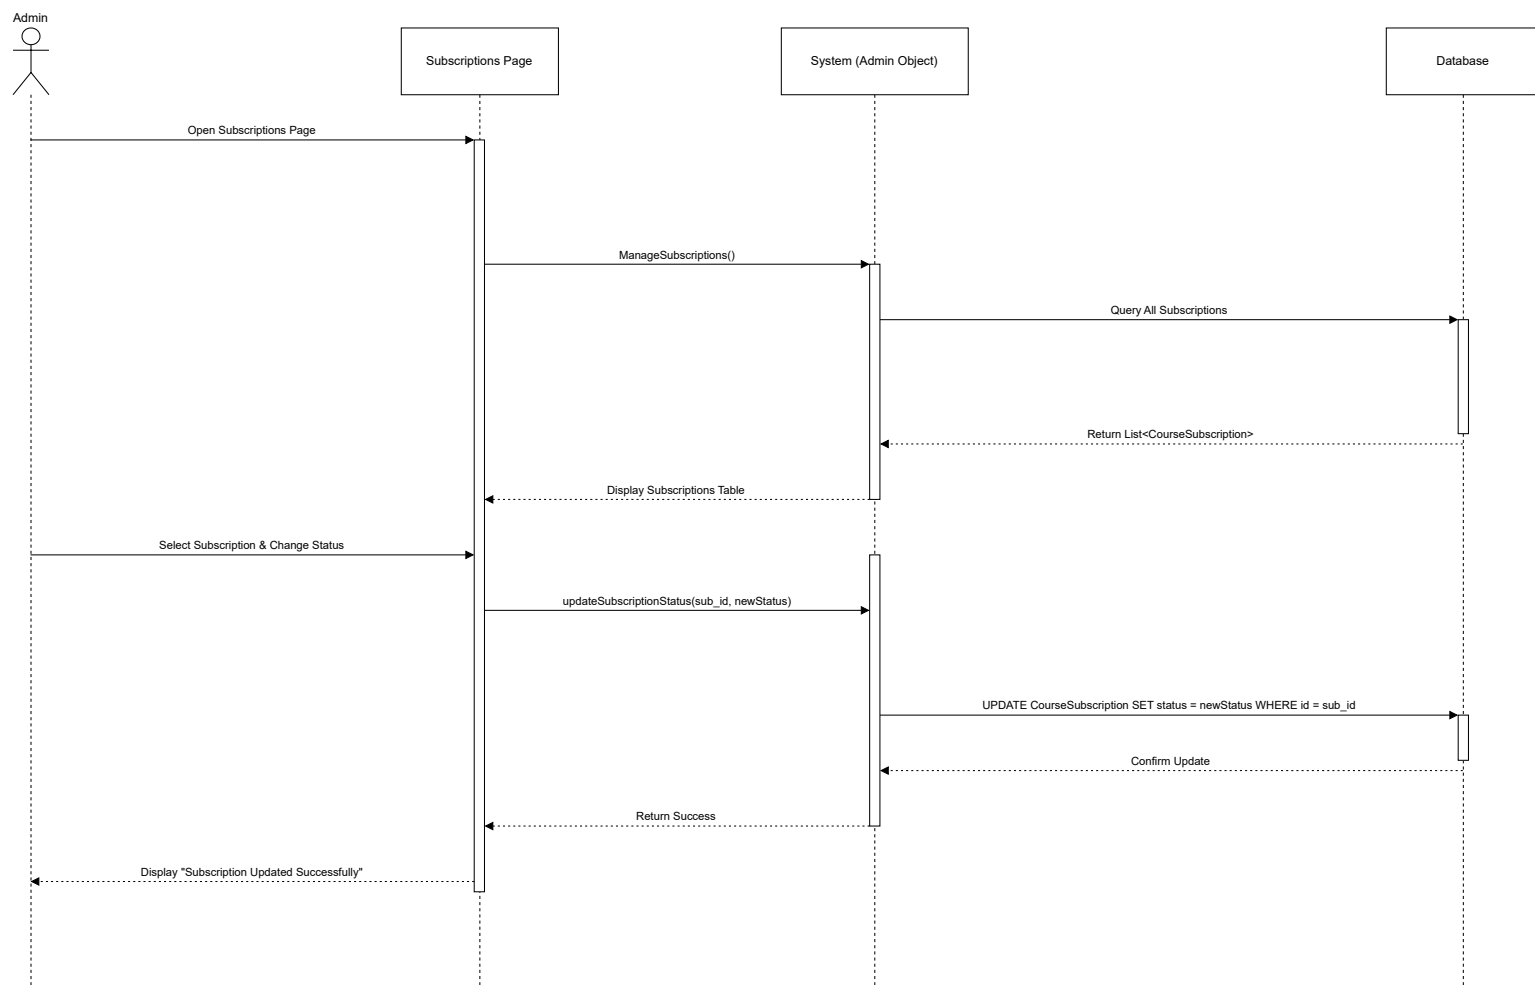 Admin
Subscriptions Page
System (Admin Object)
Database
Open Subscriptions Page
ManageSubscriptions()
Query All Subscriptions
Return List<CourseSubscription>
Display Subscriptions Table
Select Subscription & Change Status
updateSubscriptionStatus(sub_id, newStatus)
UPDATE CourseSubscription SET status = newStatus WHERE id = sub_id
Confirm Update
Return Success
Display "Subscription Updated Successfully"